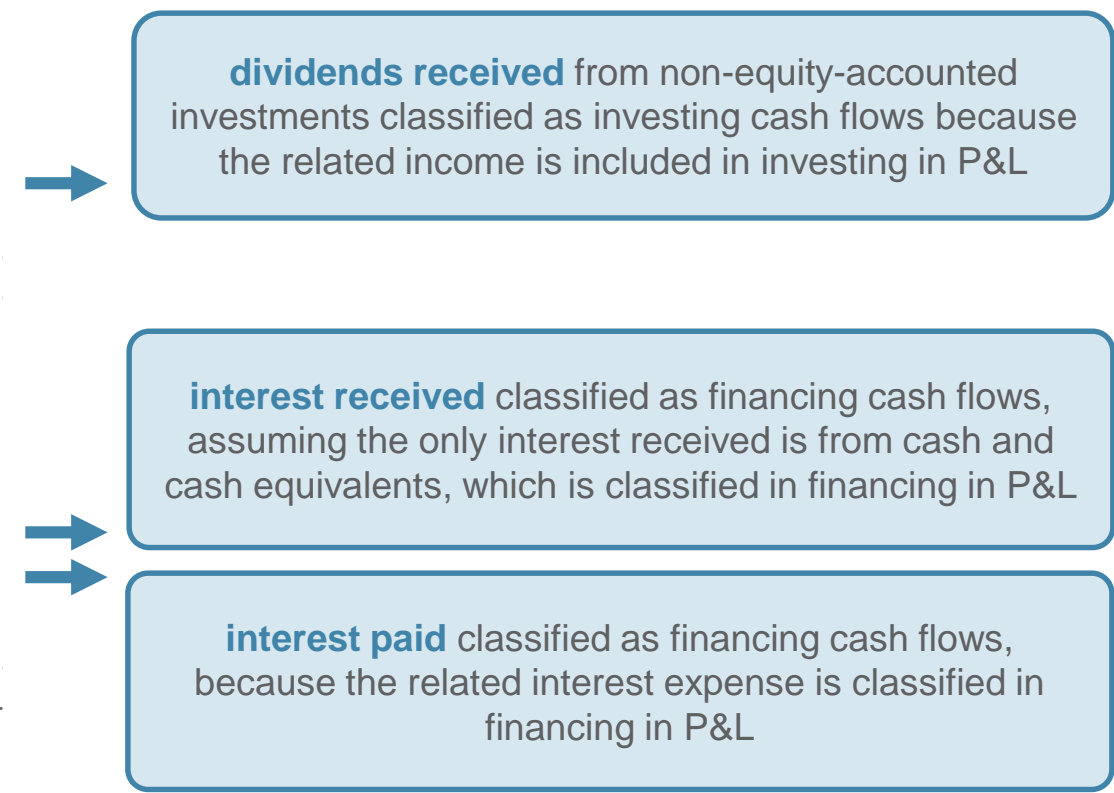 dividends received from non-equity-accounted
investments classified as investing cash flows because
the related income is included in investing in P&L
interest received classified as financing cash flows,
assuming the only interest received is from cash and
cash equivalents, which is classified in financing in P&L
interest paid classified as financing cash flows,
because the related interest expense is classified in
financing in P&L